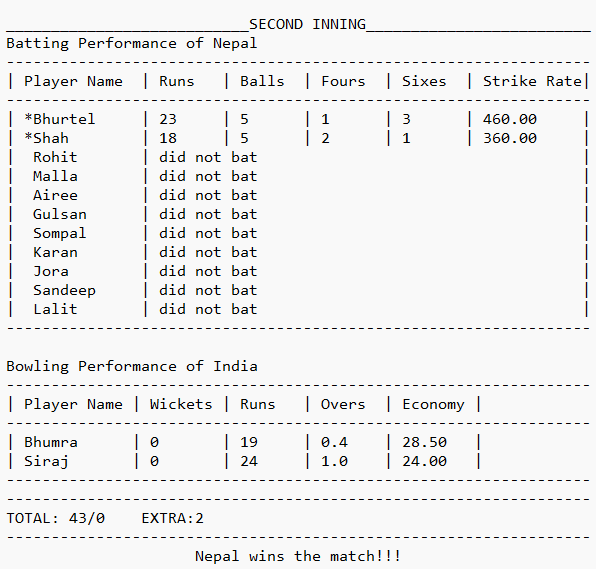 ___________________________SECOND INNING_________________________
Batting Performance of Nepal
-----------------------------------------------------------------
| Player Name | Runs   | Balls  | Fours  | Sixes  | Strike Rate|
-----------------------------------------------------------------
| *Bhurtel    | 23     | 5      | 1      | 3      | 460.00     |
| *Shah       | 18     | 5      | 2      | 1      | 360.00     |
|  Rohit      | did not bat                                    |
|  Malla      | did not bat                                    |
|  Airee      | did not bat                                    |
|  Gulsan     | did not bat                                    |
|  Sompal     | did not bat                                    |
|  Karan      | did not bat                                    |
|  Jora       | did not bat                                    |
|  Sandeep    | did not bat                                    |
|  Lalit      | did not bat                                    |
-----------------------------------------------------------------
Bowling Performance of India
-----------------------------------------------------------------
| Player Name | Wickets | Runs   | Overs  | Economy |
-----------------------------------------------------------------
| Bhumra      | 0       | 19     | 0.4    | 28.50   |
| Siraj       | 0       | 24     | 1.0    | 24.00   |
-----------------------------------------------------------------
-----------------------------------------------------------------
TOTAL: 43/0    EXTRA:2
-----------------------------------------------------------------
Nepal wins the match!!!